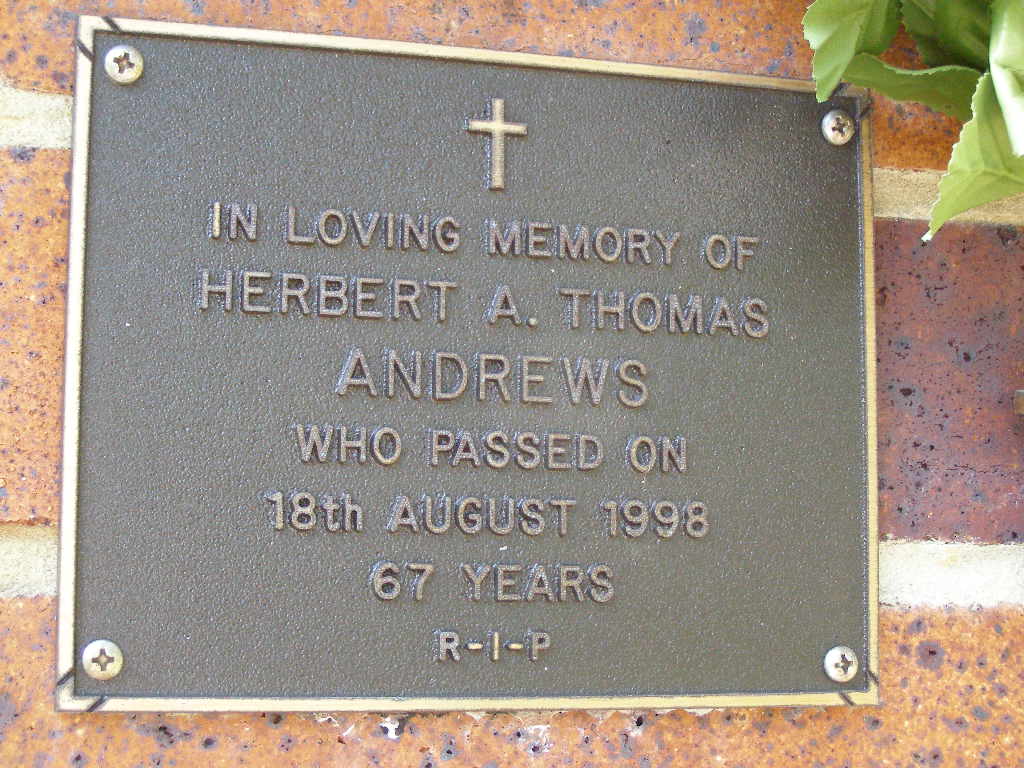 IN LOVING MEMORY OF
HERBERT A. THOMAS
ANDREWS
WHO PASSED ON
18th AUGUST 1998
67 YEARS
R-I-P